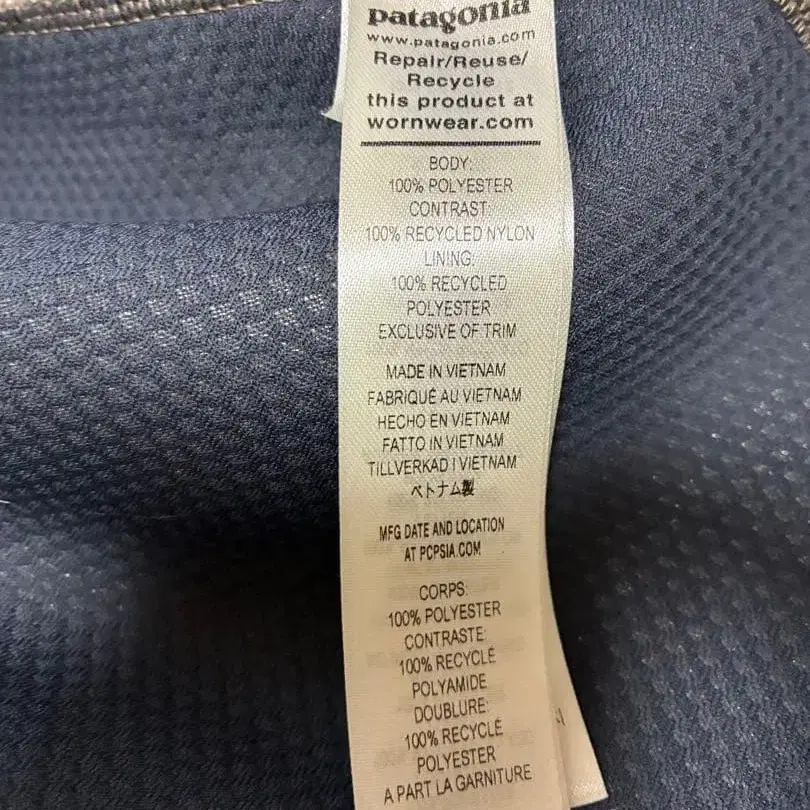 patagonia
www.patagonia.com
Repair/Reuse/
Recycle
this product at
wornwear.com
BODY:
100% POLYESTER
CONTRAST:
100% RECYCLED NYLON
LINING:
100% RECYCLED
POLYESTER
EXCLUSIVE OF TRIM
MADE IN VIETNAM
FABRIQUÉ AU VIETNAM
HECHO EN VIETNAM
FATTO IN VIETNAM
TILLVERKAD I VIETNAM
ベトナム製
MFG DATE AND LOCATION
AT PCPSIA.COM
CORPS:
100% POLYESTER
CONTRASTE:
100% RECYCLÉ
POLYAMIDE
DOUBLURE:
100% RECYCLÉ
POLYESTER
A PART LA GARNITURE